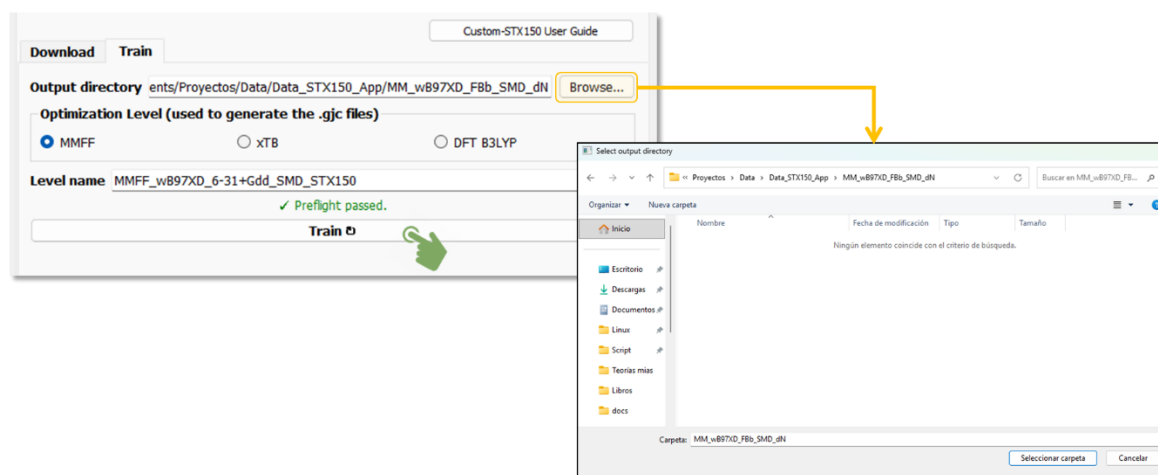 Custom-STX150 User Guide
Download Train
Output directory ents/Proyectos/Data/Data_STX150_App/MM_wB97XD_FBb_SMD_dN Browse...
Optimization Level (used to generate the .gjc files)
MMFF xTB DFT B3LYP
Level name MMFF_wB97XD_6-31+Gdd_SMD_STX150
✓ Preflight passed.
Train ↻
Select output directory
« Proyectos > Data > Data_STX150_App > MM_wB97XD_FBb_SMD_dN Buscar en MM_wB97XD_FB...
Organizar Nueva carpeta
Inicio
Nombre Fecha de modificación Tipo Tamaño
Ningún elemento coincide con el criterio de búsqueda.
Escritorio
Descargas
Documentos
Linux
Script
Teorías mias
Libros
docs
Carpeta: MM_wB97XD_FBb_SMD_dN
Seleccionar carpeta Cancelar